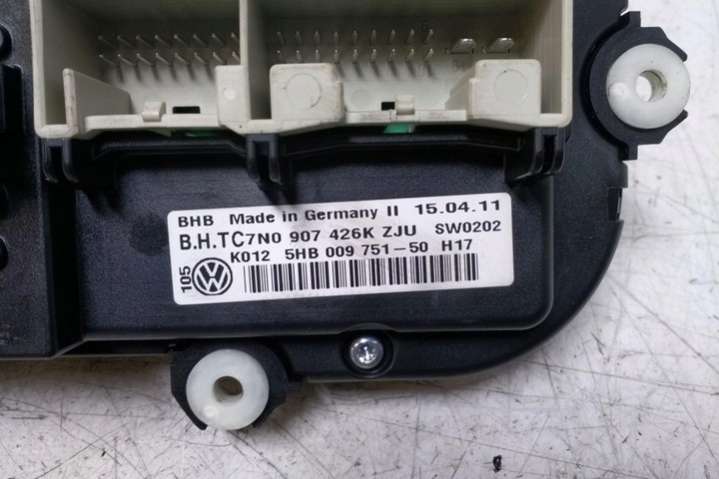 BHB Made in Germany II 15.04.11
B.H.TC7N0 907 426K ZJU SW0202
K012 5HB 009 751-50 H17
105